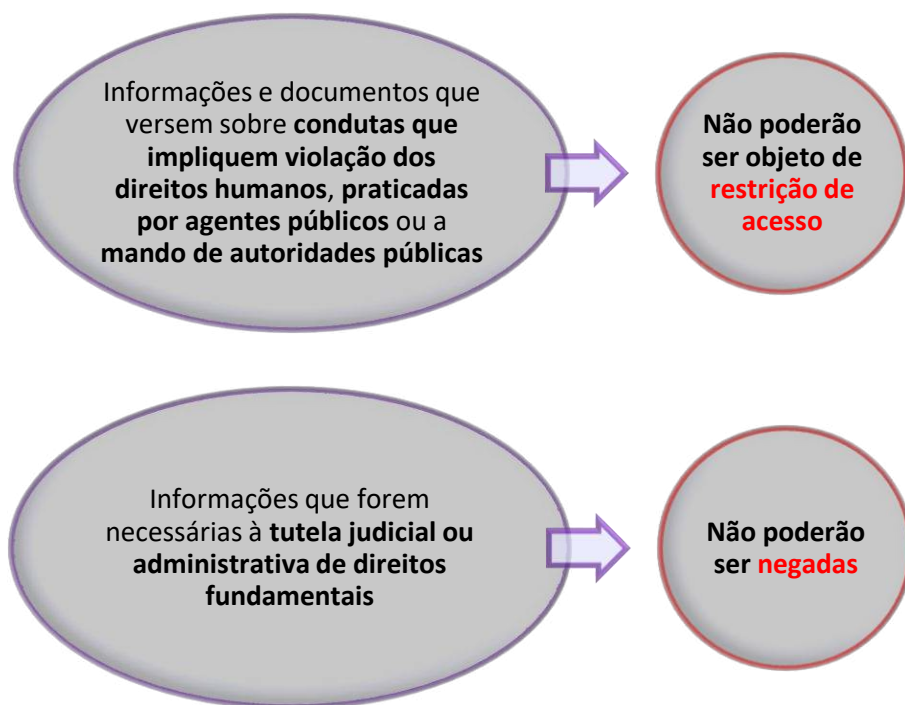 Informações e documentos que
versem sobre condutas que
impliquem violação dos
direitos humanos, praticadas
por agentes públicos ou a
mando de autoridades públicas
Não poderão
ser objeto de
restrição de
acesso
Informações que forem
necessárias à tutela judicial ou
administrativa de direitos
fundamentais
Não poderão
ser negadas